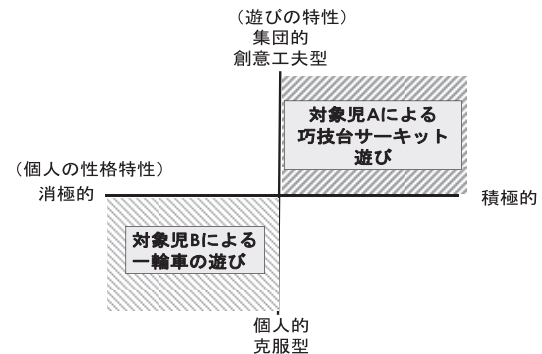 （遊びの特性）
集団的
創意工夫型
対象児Aによる
巧技台サーキット
遊び
（個人の性格特性）
消極的
積極的
対象児Bによる
一輪車の遊び
個人的
克服型